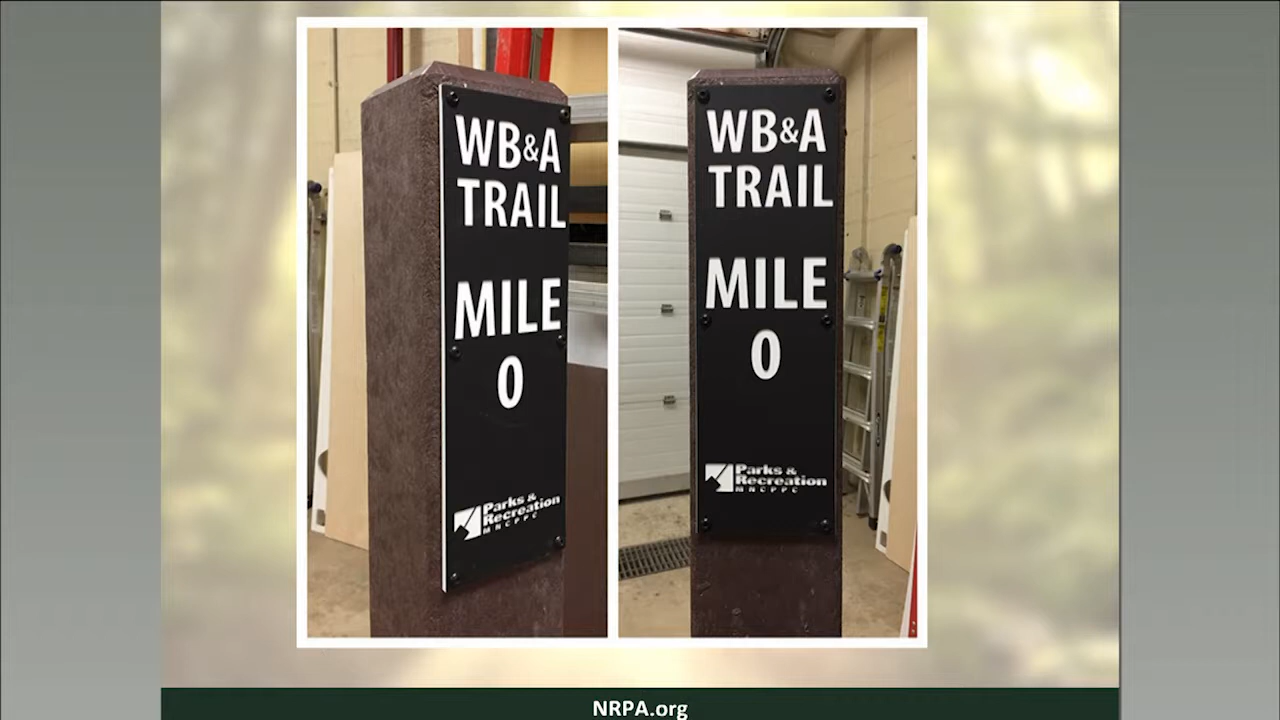 WB&A
TRAIL
MILE
0
Parks &
Recreation
MNCPPC
WB&A
TRAIL
MILE
0
Parks &
Recreation
MNCPPC
NRPA.org